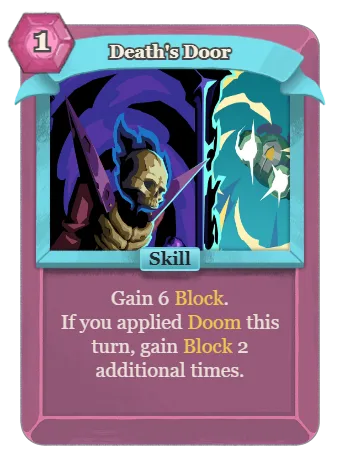 1
Death's Door
Skill
Gain 6 Block.
If you applied Doom this
turn, gain Block 2
additional times.